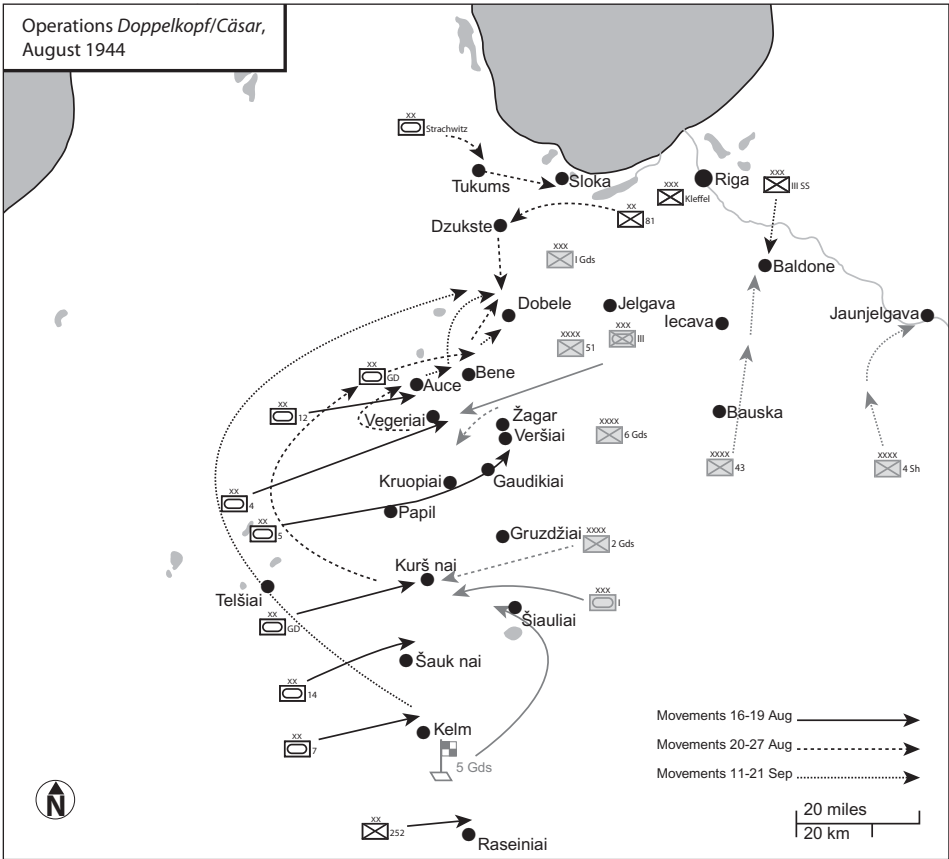 Operations Doppelkopf/Cäsar,
August 1944
xx
Strachwitz
Tukums
Sloka
Riga
xxx
Kleffel
xxx
III SS
xx
81
Dzukste
xxx
I Gds
Baldone
Dobele
Jelgava
Iecava
Jaunjelgava
xxxx
51
xxx
III
xx
GD
Auce
Bene
xx
12
Vegeriai
Žagar
Veršiai
xxxx
6 Gds
Bauska
xxxx
43
xxxx
4 Sh
xx
4
Kruopiai
Gaudikiai
xx
5
Papil
Gruzdžiai
xxxx
2 Gds
Kurš nai
Telšiai
xx
GD
xxx
I
Šiauliai
Šauk nai
xx
14
xx
7
Kelm
5 Gds
Movements 16-19 Aug
Movements 20-27 Aug
Movements 11-21 Sep
N
20 miles
20 km
xx
252
Raseiniai